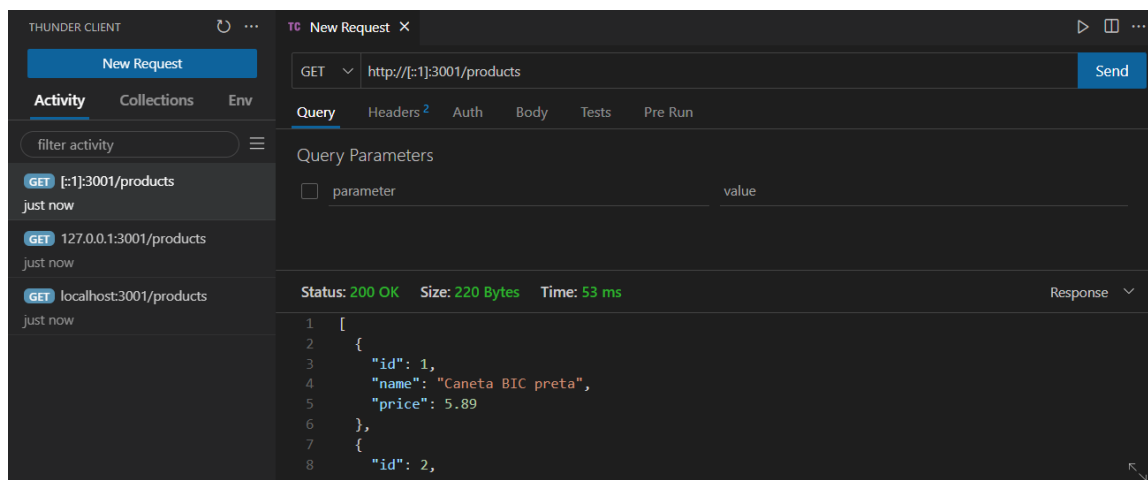 THUNDER CLIENT
New Request
Activity Collections Env
filter activity
GET [::1]:3001/products
just now
GET 127.0.0.1:3001/products
just now
GET localhost:3001/products
just now
TC New Request
GET http://[::1]:3001/products Send
Query Headers 2 Auth Body Tests Pre Run
Query Parameters
parameter value
Status: 200 OK Size: 220 Bytes Time: 53 ms Response
1 [
2 {
3 "id": 1,
4 "name": "Caneta BIC preta",
5 "price": 5.89
6 },
7 {
8 "id": 2,